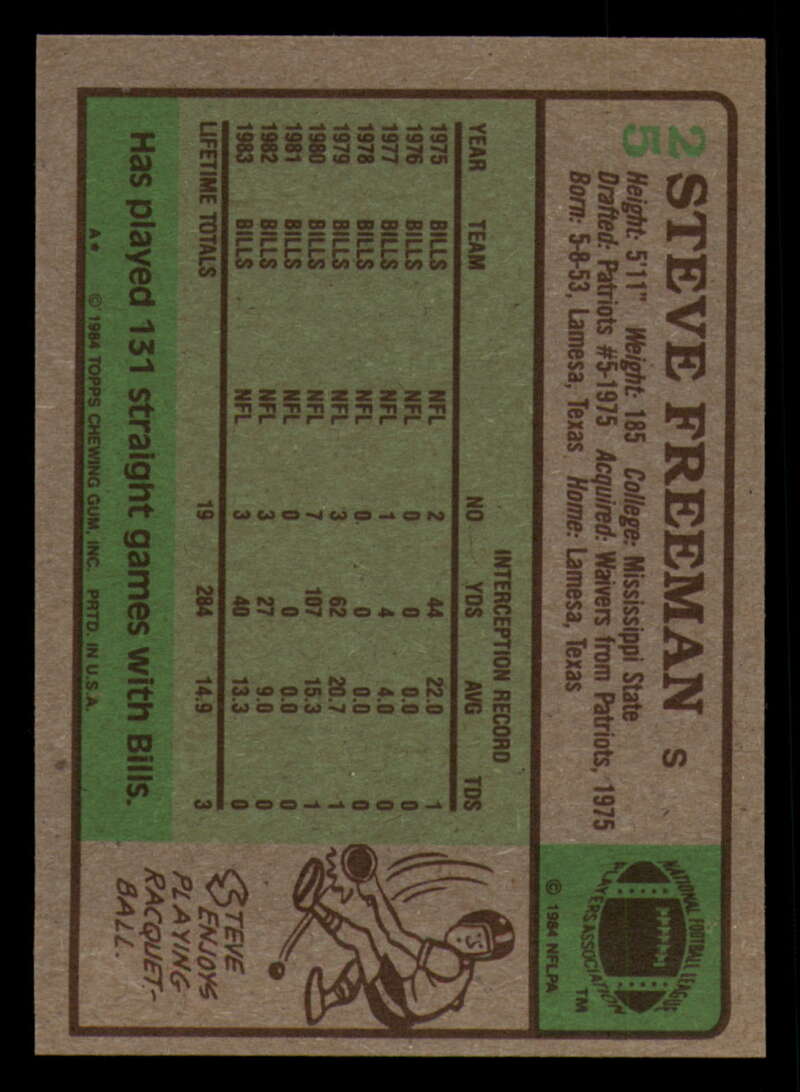 25 STEVE FREEMAN S
Height: 5'11" Weight: 185 College: Mississippi State
Drafted: Patriots #5-1975 Acquired: Waivers from Patriots, 1975
Born: 5-8-53, Lamesa, Texas Home: Lamesa, Texas
NATIONAL FOOTBALL LEAGUE
PLAYERS ASSOCIATION
TM
© 1984 NFLPA
INTERCEPTION RECORD
YEAR TEAM NO YDS AVG TDS
1975 BILLS NFL 2 44 22.0 1
1976 BILLS NFL 0 0 0.0 0
1977 BILLS NFL 1 4 4.0 0
1978 BILLS NFL 0 0 0.0 0
1979 BILLS NFL 3 62 20.7 1
1980 BILLS NFL 7 107 15.3 1
1981 BILLS NFL 0 0 0.0 0
1982 BILLS NFL 3 27 9.0 0
1983 BILLS NFL 3 40 13.3 0
LIFETIME TOTALS 19 284 14.9 3
Has played 131 straight games with Bills.
A* © 1984 TOPPS CHEWING GUM, INC. PRTD. IN U.S.A.
S
STEVE
ENJOYS
PLAYING
RACQUET-
BALL.